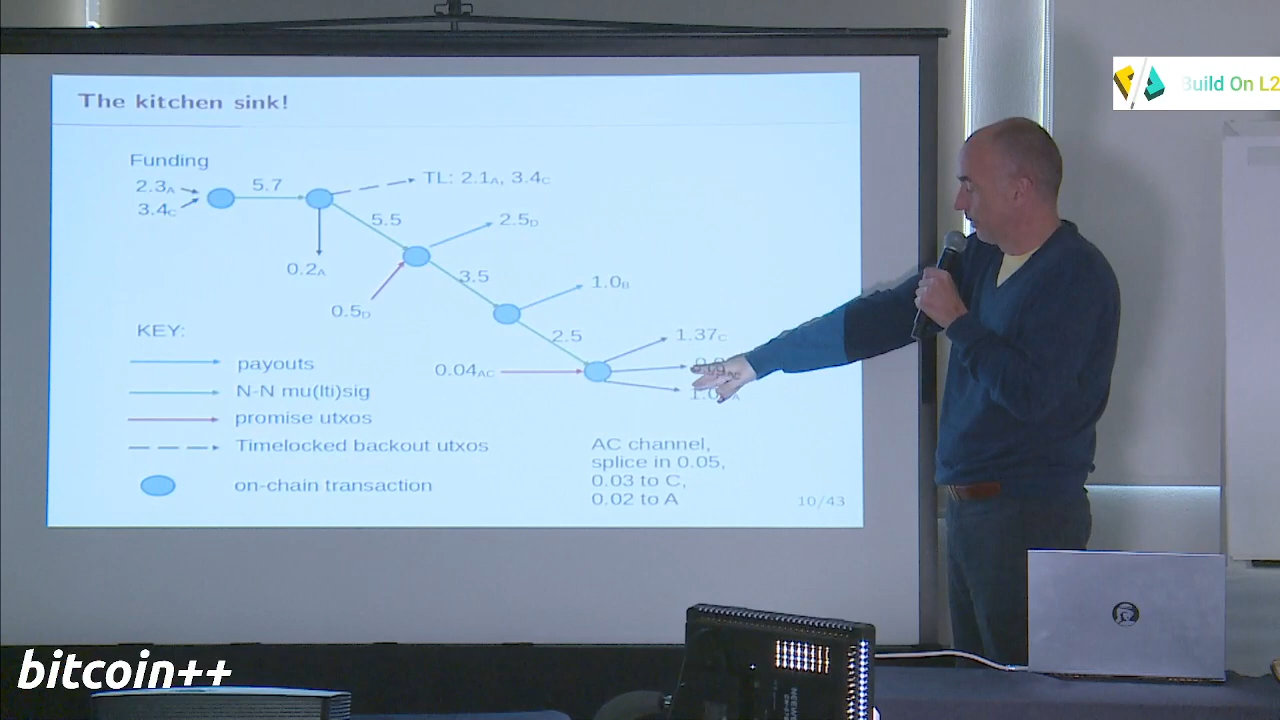 The kitchen sink!
Funding
2.3A
3.4C
5.7
TL: 2.1A, 3.4C
5.5
2.5D
0.2A
3.5
1.0B
0.5D
2.5
1.37C
0.04AC
KEY:
payouts
N-N mu(lti)sig
promise utxos
Timelocked backout utxos
on-chain transaction
AC channel,
splice in 0.05,
0.03 to C,
0.02 to A
10/43
Build On L2
bitcoin++